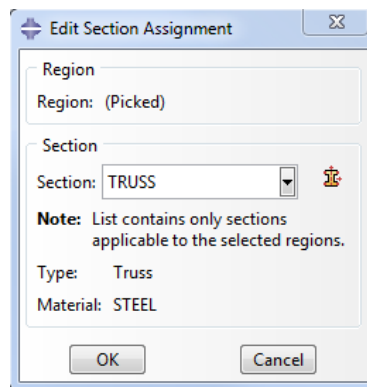 Edit Section Assignment
Region
Region: (Picked)
Section
Section: TRUSS
Note: List contains only sections
applicable to the selected regions.
Type: Truss
Material: STEEL
OK Cancel